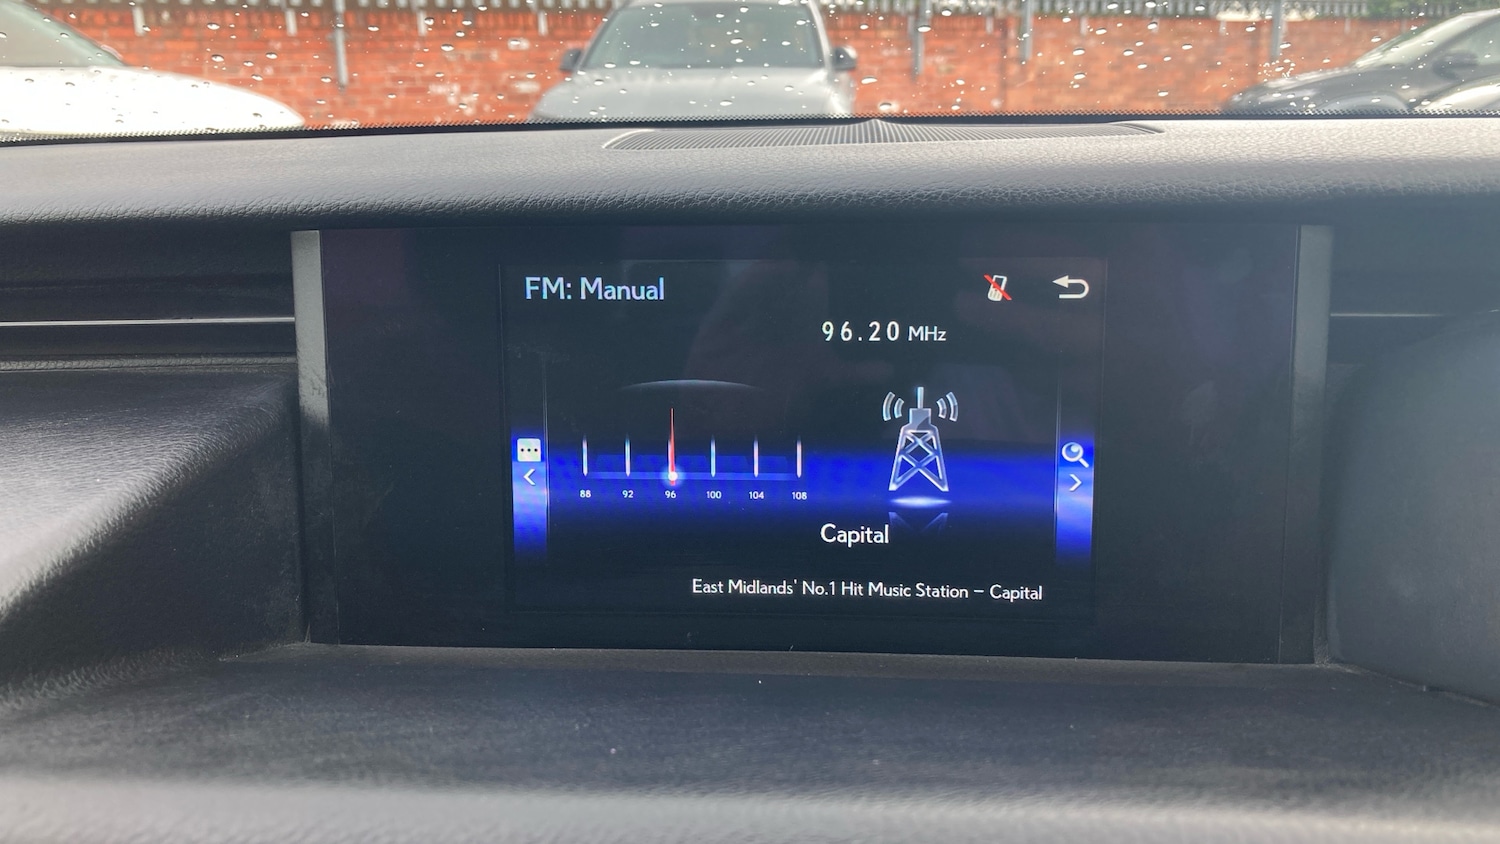 FM: Manual
96.20 MHz
88 92 96 100 104 108
Capital
East Midlands' No.1 Hit Music Station – Capital